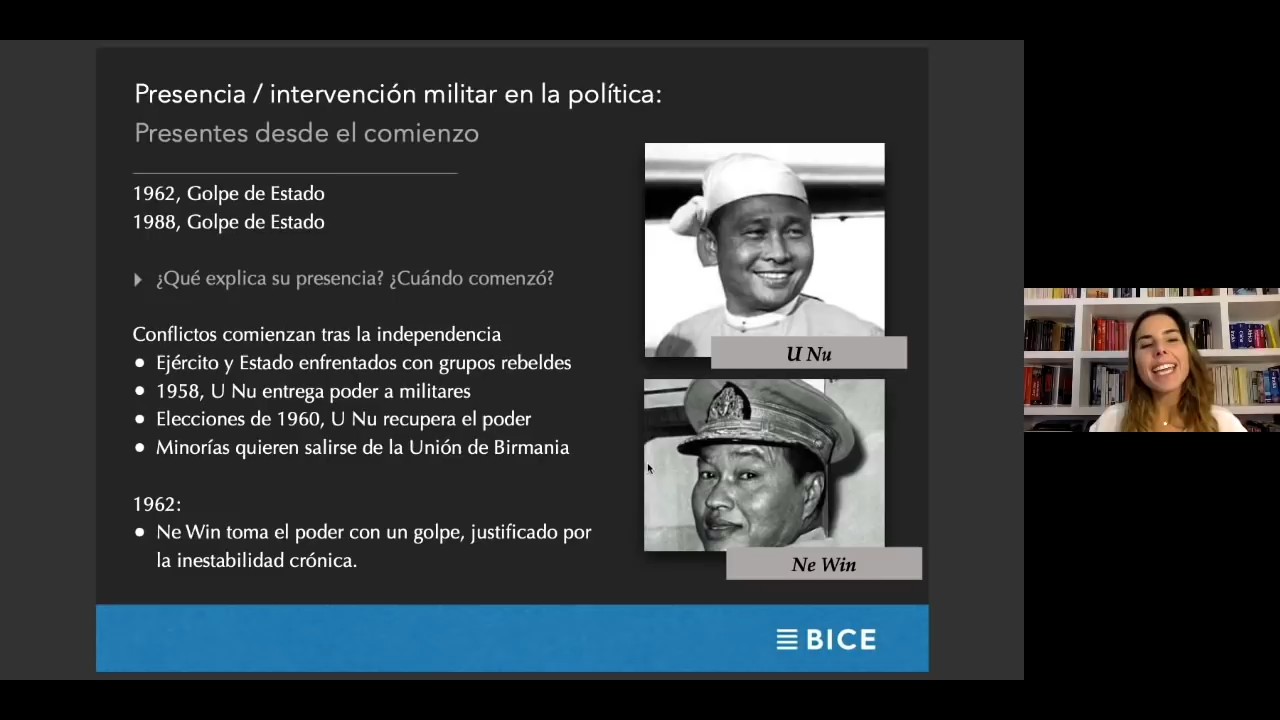 Presencia / intervención militar en la política:
Presentes desde el comienzo
1962, Golpe de Estado
1988, Golpe de Estado
¿Qué explica su presencia? ¿Cuándo comenzó?
Conflictos comienzan tras la independencia
● Ejército y Estado enfrentados con grupos rebeldes
● 1958, U Nu entrega poder a militares
● Elecciones de 1960, U Nu recupera el poder
● Minorías quieren salirse de la Unión de Birmania
1962:
● Ne Win toma el poder con un golpe, justificado por
la inestabilidad crónica.
U Nu
Ne Win
BICE